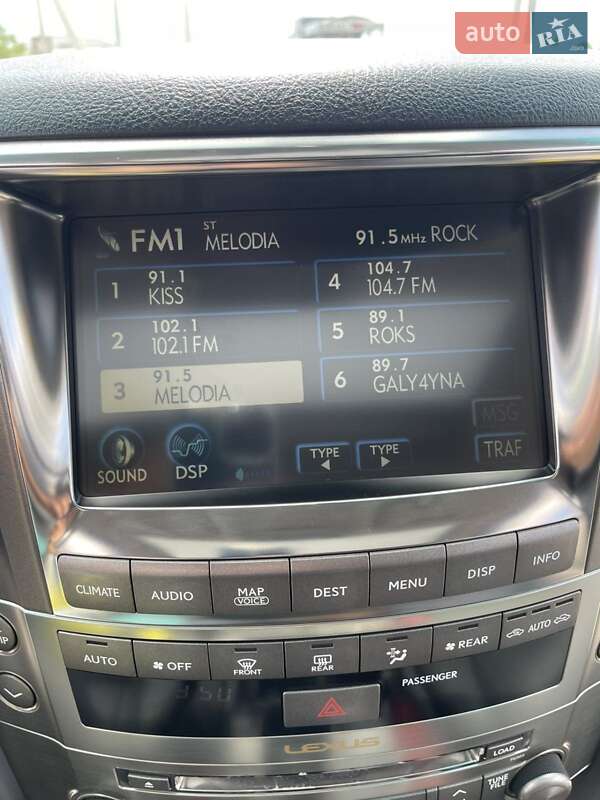 auto RIA .com
FM1 ST MELODIA 91.5 MHz ROCK
1 91.1 KISS
2 102.1 102.1 FM
3 91.5 MELODIA
4 104.7 104.7 FM
5 89.1 ROKS
6 89.7 GALY4YNA
MSG
SOUND DSP TYPE TYPE TRAF
CLIMATE AUDIO MAP VOICE DEST MENU DISP INFO
AUTO OFF FRONT REAR REAR AUTO
PASSENGER
LEXUS
LOAD
TUNE
FILE